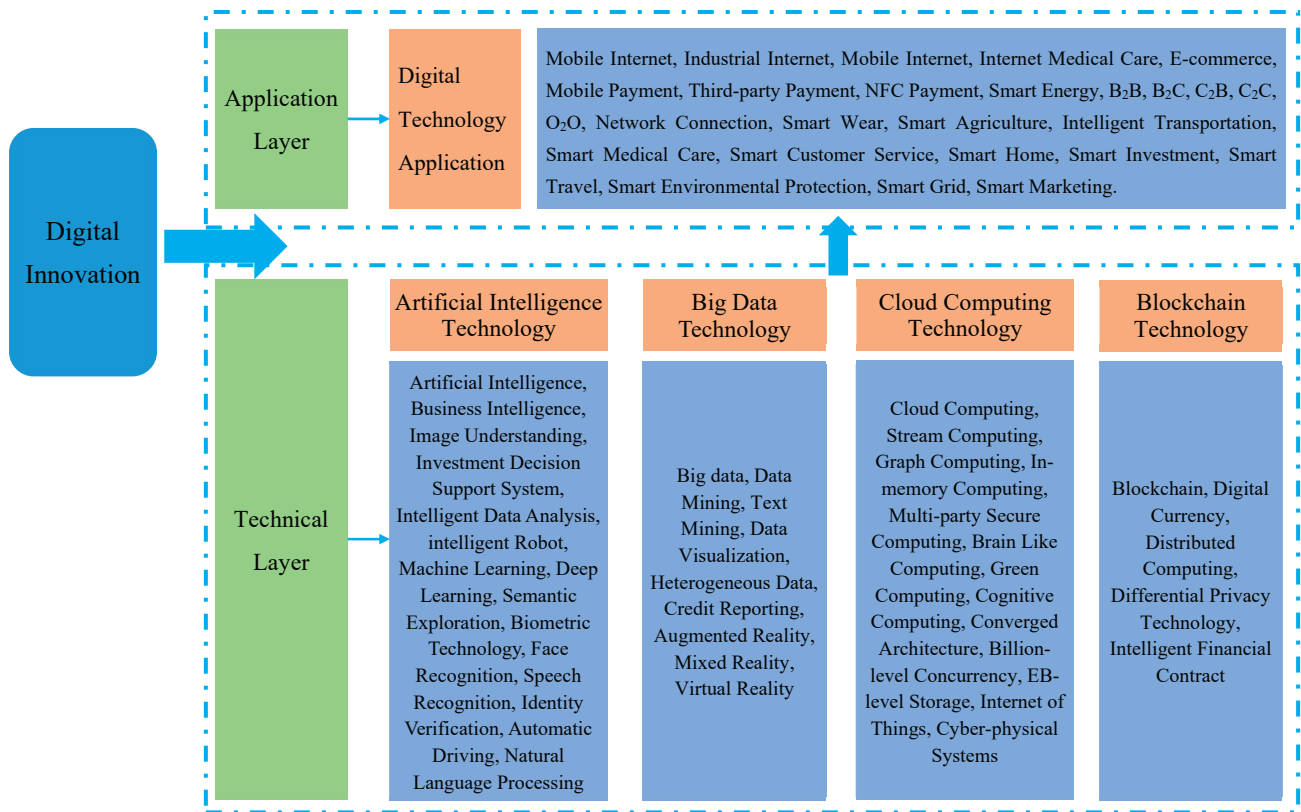 Digital
Innovation
Application
Layer
Digital
Technology
Application
Mobile Internet, Industrial Internet, Mobile Internet, Internet Medical Care, E-commerce,
Mobile Payment, Third-party Payment, NFC Payment, Smart Energy, B₂B, B₂C, C₂B, C₂C,
O₂O, Network Connection, Smart Wear, Smart Agriculture, Intelligent Transportation,
Smart Medical Care, Smart Customer Service, Smart Home, Smart Investment, Smart
Travel, Smart Environmental Protection, Smart Grid, Smart Marketing.
Technical
Layer
Artificial Intelligence
Technology
Artificial Intelligence,
Business Intelligence,
Image Understanding,
Investment Decision
Support System,
Intelligent Data Analysis,
intelligent Robot,
Machine Learning, Deep
Learning, Semantic
Exploration, Biometric
Technology, Face
Recognition, Speech
Recognition, Identity
Verification, Automatic
Driving, Natural
Language Processing
Big Data
Technology
Big data, Data
Mining, Text
Mining, Data
Visualization,
Heterogeneous Data,
Credit Reporting,
Augmented Reality,
Mixed Reality,
Virtual Reality
Cloud Computing
Technology
Cloud Computing,
Stream Computing,
Graph Computing, In-
memory Computing,
Multi-party Secure
Computing, Brain Like
Computing, Green
Computing, Cognitive
Computing, Converged
Architecture, Billion-
level Concurrency, EB-
level Storage, Internet of
Things, Cyber-physical
Systems
Blockchain
Technology
Blockchain, Digital
Currency,
Distributed
Computing,
Differential Privacy
Technology,
Intelligent Financial
Contract